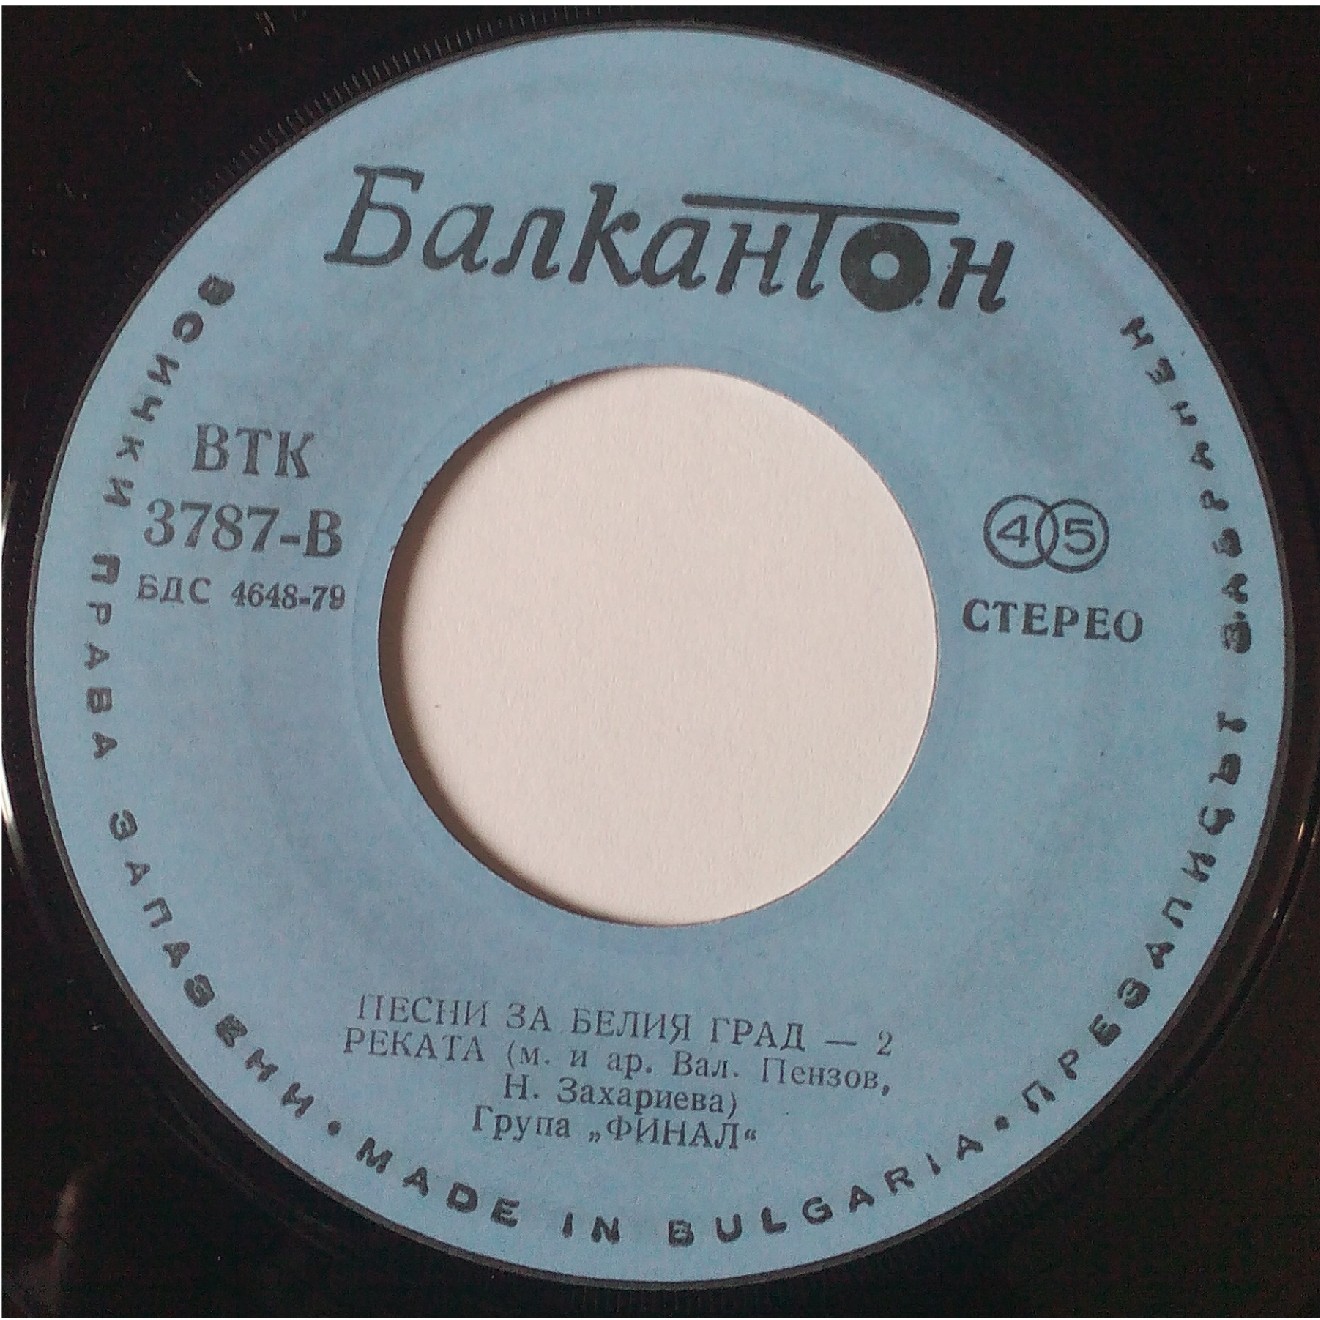 Балкантон
ВТК
3787-В
БДС 4648-79
45
СТЕРЕО
ПЕСНИ ЗА БЕЛИЯ ГРАД — 2
РЕКАТА (м. и ар. Вал. Пензов,
Н. Захариева)
Група „ФИНАЛ“
ВСИЧКИ ПРАВА ЗАПАЗЕНИ • MADE IN BULGARIA • ПРЕЗАПИСЪТ ЗАБРАНЕН